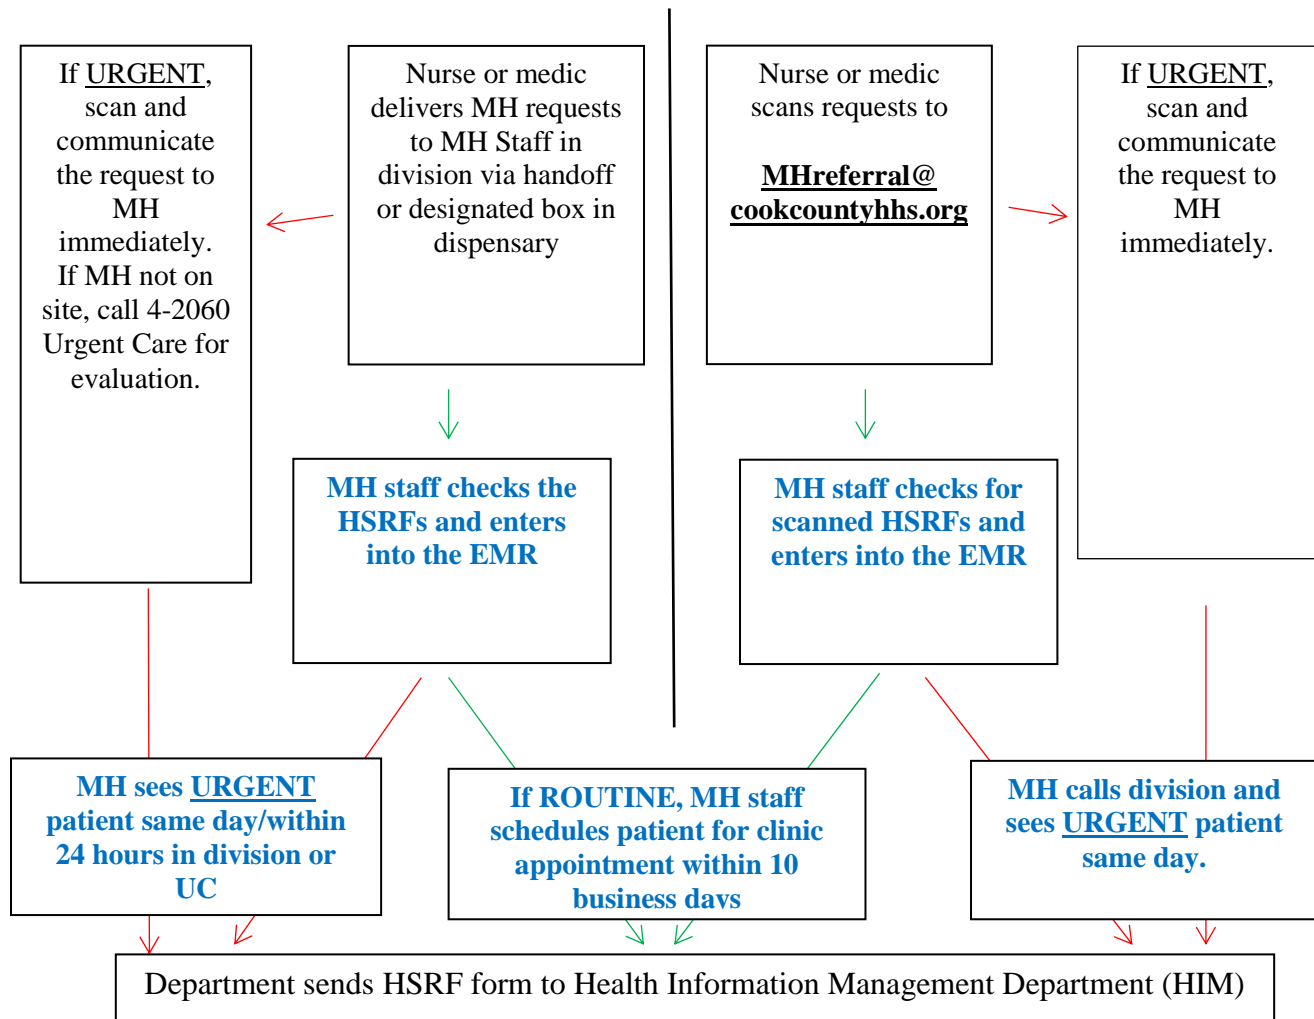 If URGENT,
scan and
communicate
the request to
MH
immediately.
If MH not on
site, call 4-2060
Urgent Care for
evaluation.
Nurse or medic
delivers MH requests
to MH Staff in
division via handoff
or designated box in
dispensary
Nurse or medic
scans requests to
MHreferral@
cookcountyhhs.org
If URGENT,
scan and
communicate
the request to
MH
immediately.
MH staff checks the
HSRFs and enters
into the EMR
MH staff checks for
scanned HSRFs and
enters into the EMR
MH sees URGENT
patient same day/within
24 hours in division or
UC
If ROUTINE, MH staff
schedules patient for clinic
appointment within 10
business days
MH calls division and
sees URGENT patient
same day.
Department sends HSRF form to Health Information Management Department (HIM)